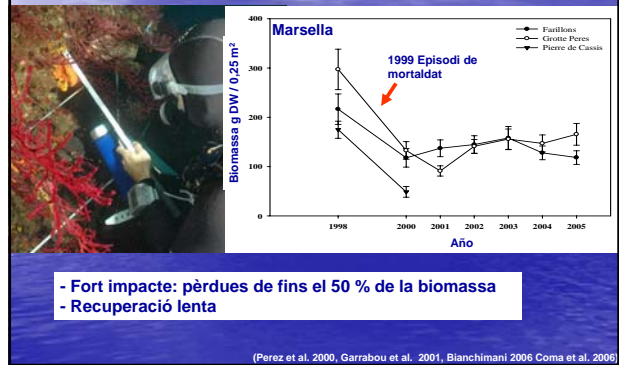 Marsella
Farillons
Grotte Peres
Pierre de Cassis
1999 Episodi de
mortaldat
Biomassa g DW / 0,25 m²
400
300
200
100
0
1998 2000 2001 2002 2003 2004 2005
Año
- Fort impacte: pèrdues de fins el 50 % de la biomassa
- Recuperació lenta
(Perez et al. 2000, Garrabou et al. 2001, Bianchimani 2006 Coma et al. 2006)